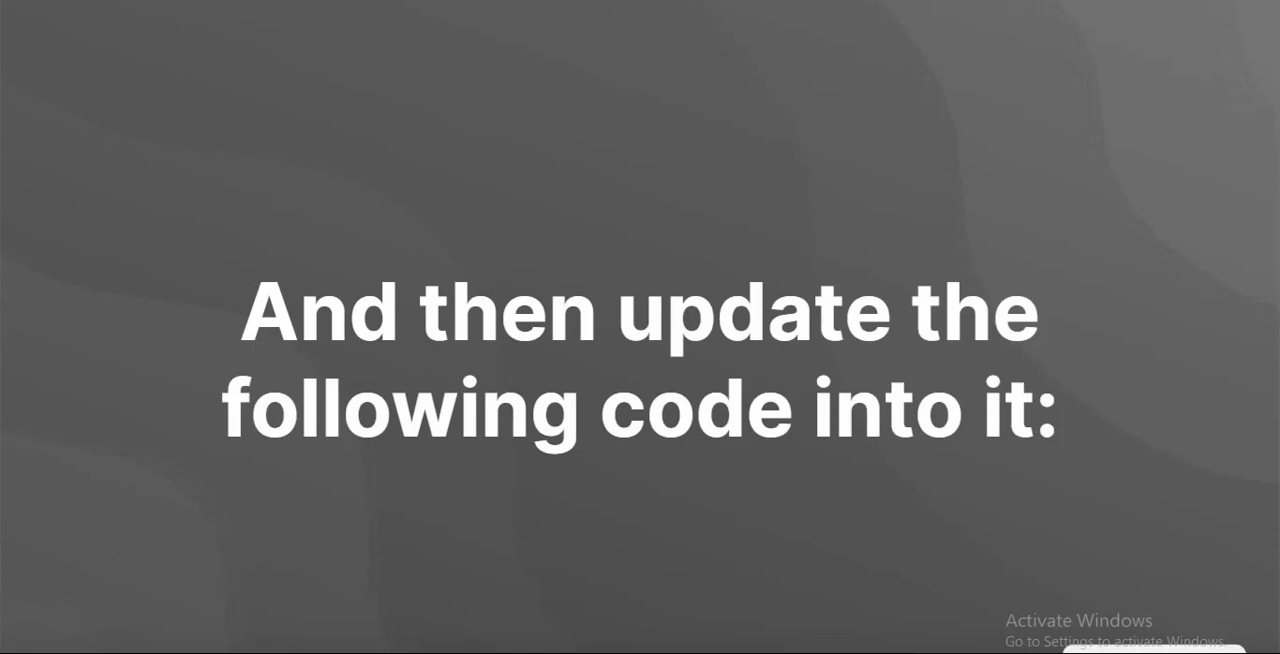 And then update the
following code into it:
Activate Windows
Go to Settings to activate Windows.